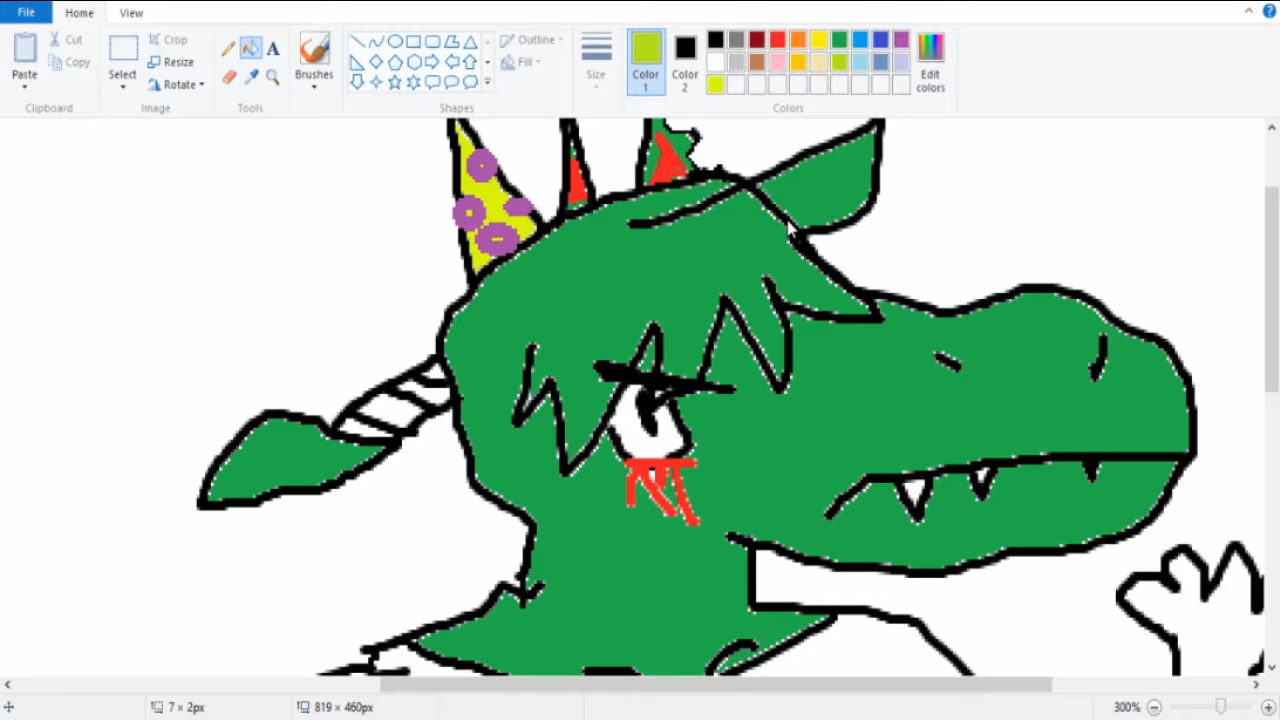 File Home View
Paste Cut Copy Clipboard
Select Crop Resize Rotate Image
A Tools
Brushes
Shapes Outline Fill
Size
Color 1 Color 2 Edit colors Colors
7 × 2px 819 × 460px 300%